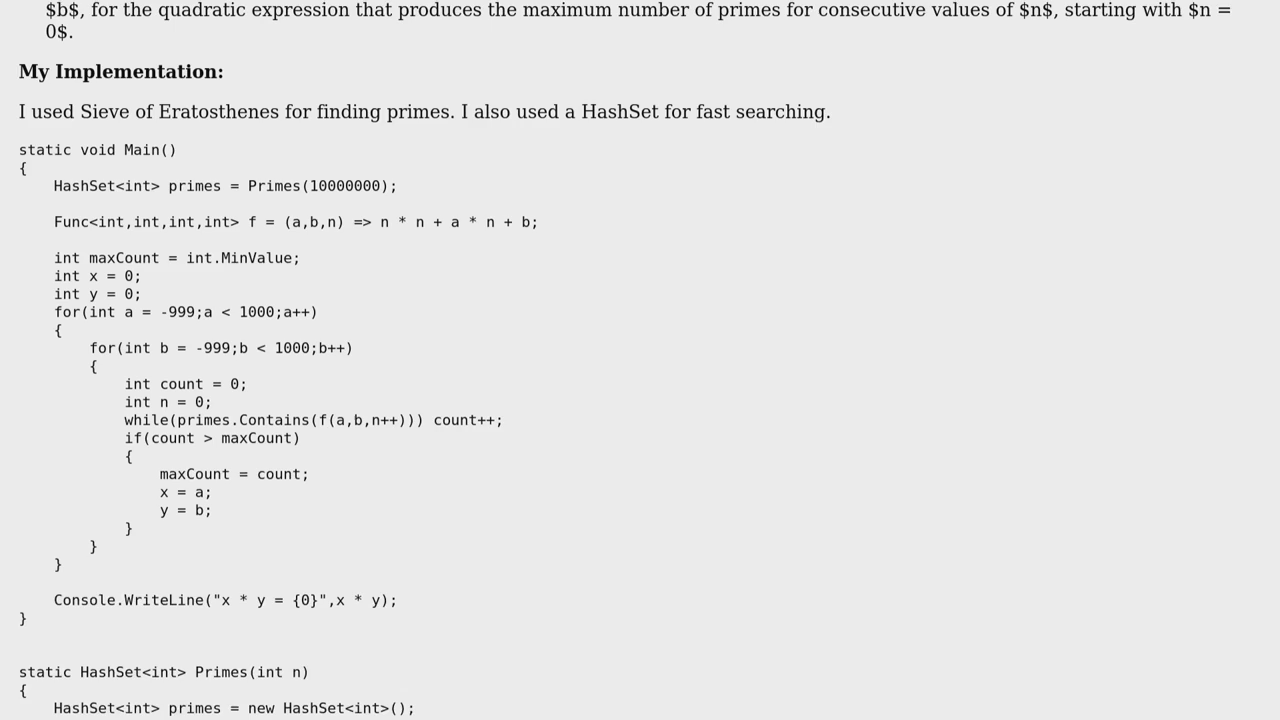 $b$, for the quadratic expression that produces the maximum number of primes for consecutive values of $n$, starting with $n =
0$.
My Implementation:
I used Sieve of Eratosthenes for finding primes. I also used a HashSet for fast searching.
static void Main()
{
    HashSet<int> primes = Primes(10000000);

    Func<int,int,int,int> f = (a,b,n) => n * n + a * n + b;

    int maxCount = int.MinValue;
    int x = 0;
    int y = 0;
    for(int a = -999;a < 1000;a++)
    {
        for(int b = -999;b < 1000;b++)
        {
            int count = 0;
            int n = 0;
            while(primes.Contains(f(a,b,n++))) count++;
            if(count > maxCount)
            {
                maxCount = count;
                x = a;
                y = b;
            }
        }
    }

    Console.WriteLine("x * y = {0}",x * y);
}

static HashSet<int> Primes(int n)
{
    HashSet<int> primes = new HashSet<int>();